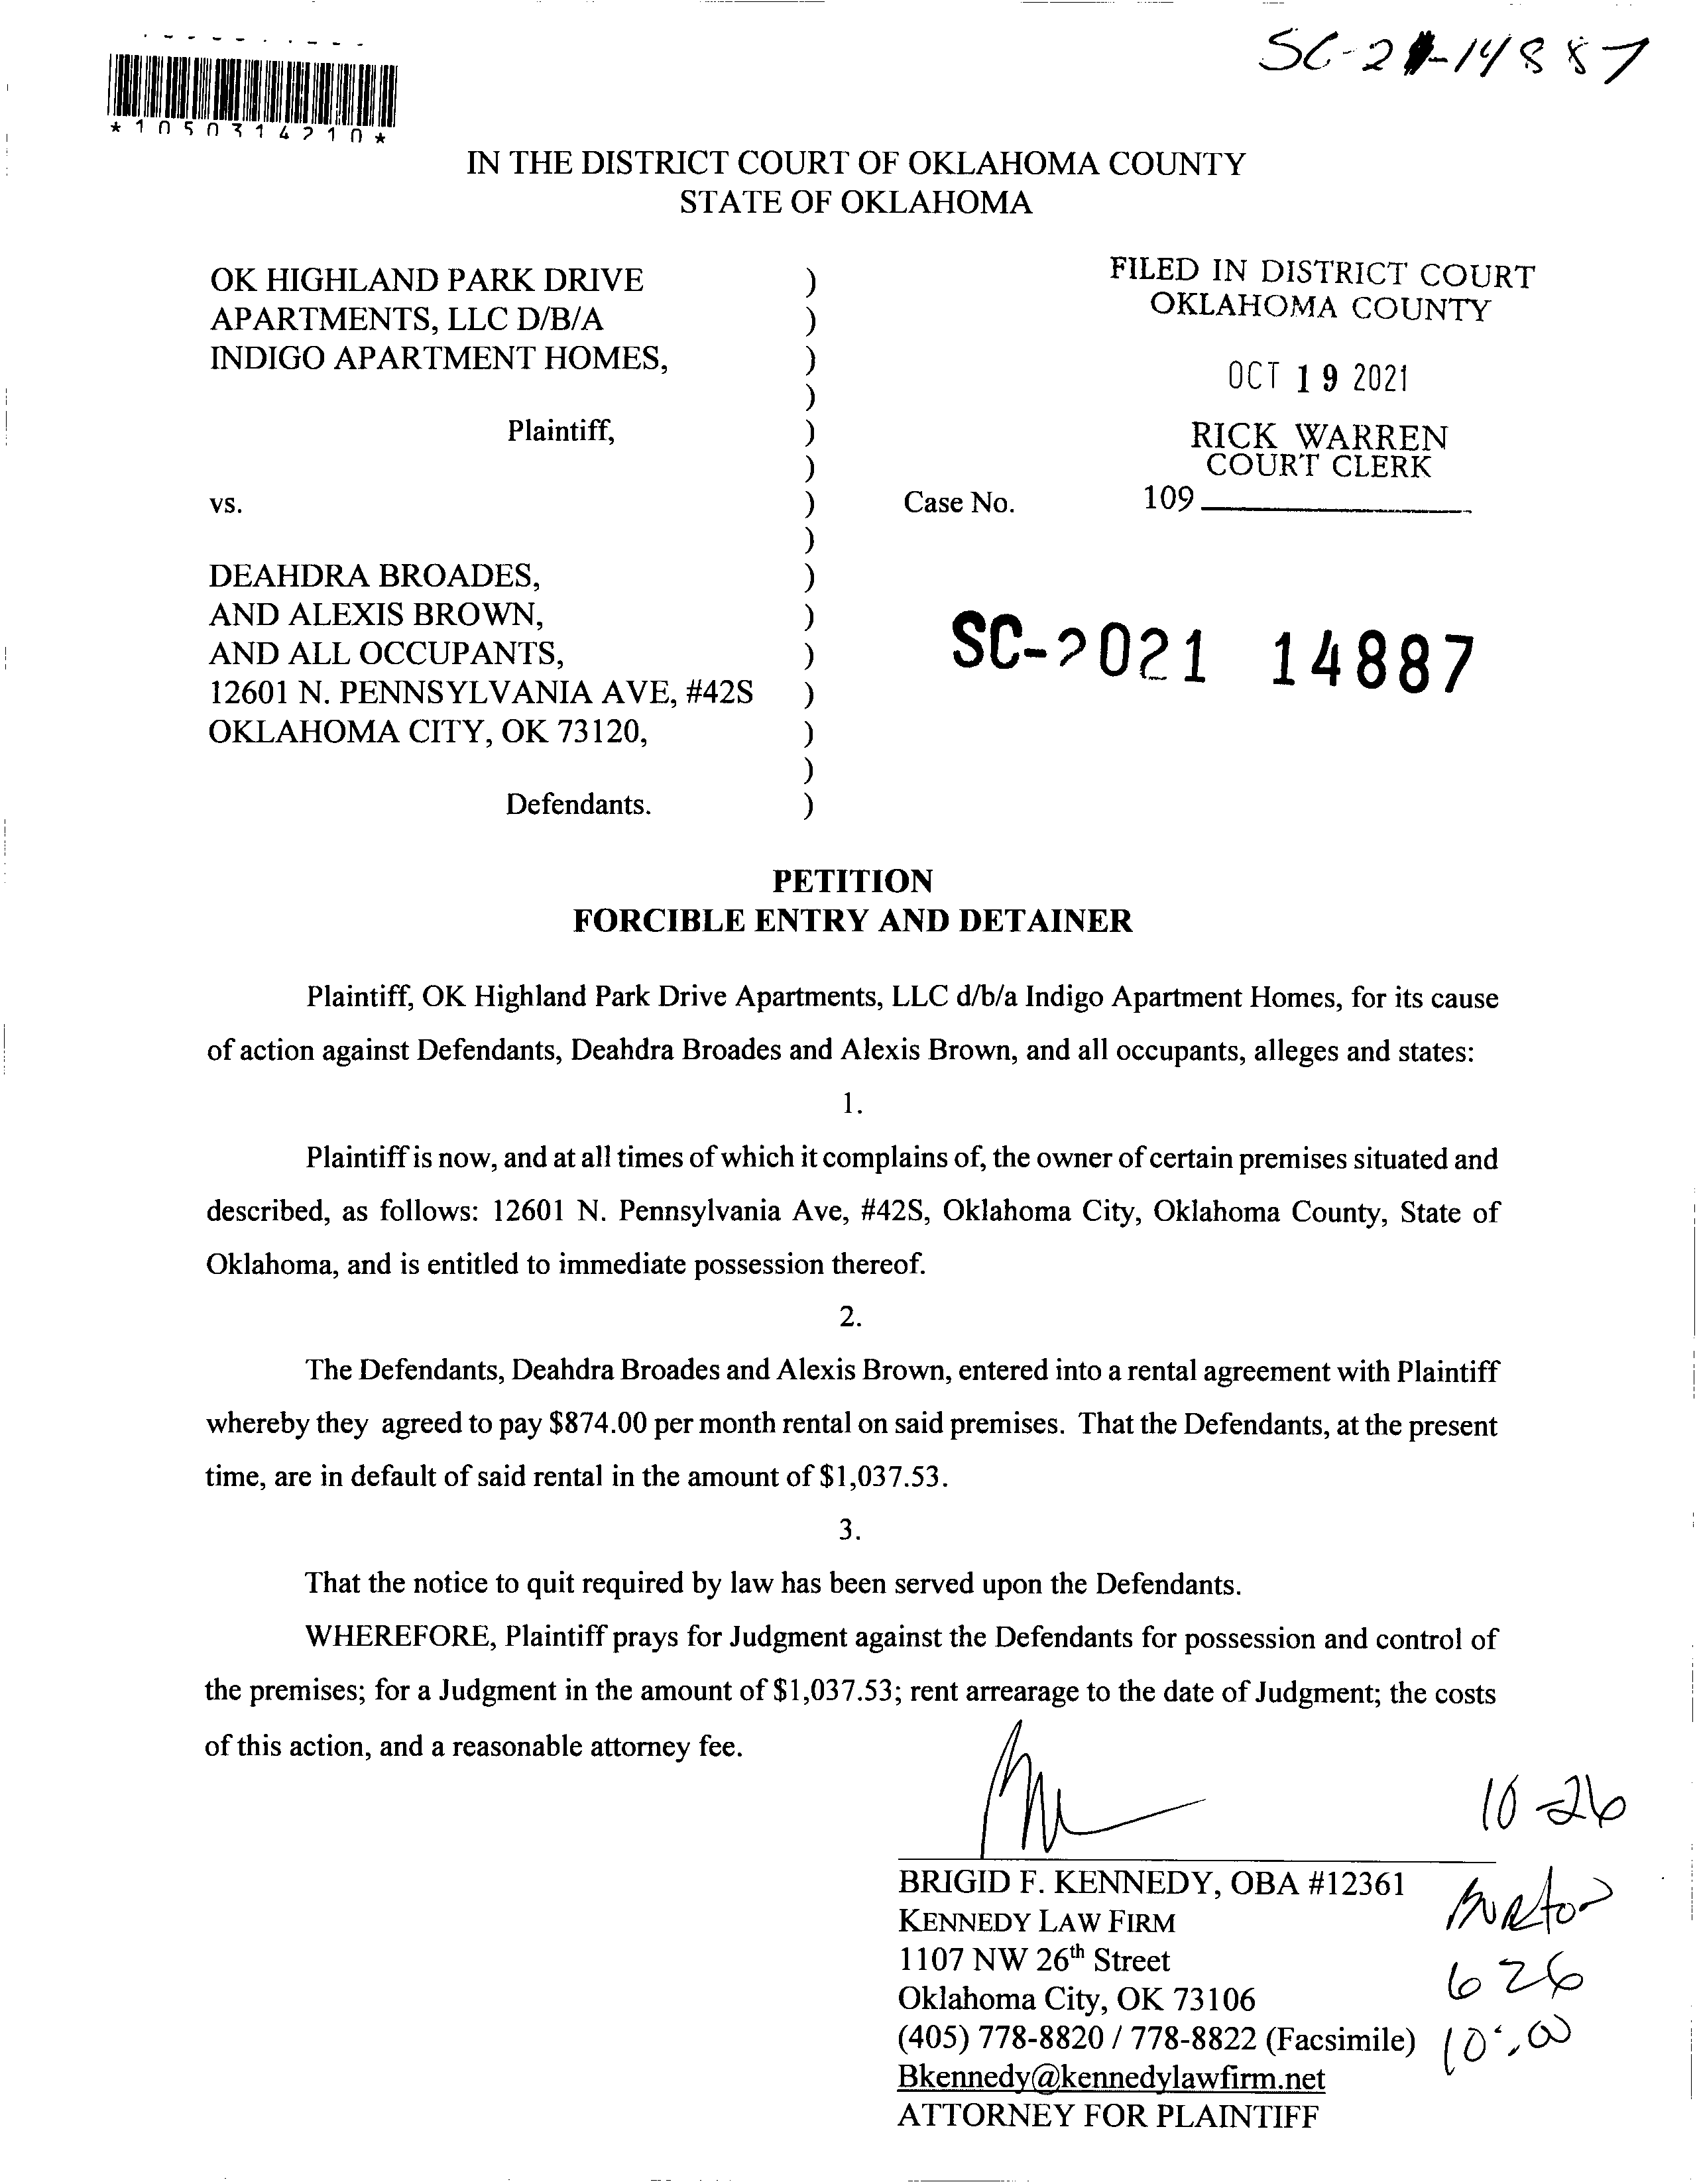 SC-21-14887
*1050314210*
IN THE DISTRICT COURT OF OKLAHOMA COUNTY
STATE OF OKLAHOMA
OK HIGHLAND PARK DRIVE )
APARTMENTS, LLC D/B/A )
INDIGO APARTMENT HOMES, )
)
Plaintiff, )
)
vs. ) Case No.
)
DEAHDRA BROADES, )
AND ALEXIS BROWN, )
AND ALL OCCUPANTS, )
12601 N. PENNSYLVANIA AVE, #42S )
OKLAHOMA CITY, OK 73120, )
)
Defendants. )
FILED IN DISTRICT COURT
OKLAHOMA COUNTY
OCT 19 2021
RICK WARREN
COURT CLERK
109
SC-2021 14887
PETITION
FORCIBLE ENTRY AND DETAINER
Plaintiff, OK Highland Park Drive Apartments, LLC d/b/a Indigo Apartment Homes, for its cause
of action against Defendants, Deahdra Broades and Alexis Brown, and all occupants, alleges and states:
1.
Plaintiff is now, and at all times of which it complains of, the owner of certain premises situated and
described, as follows: 12601 N. Pennsylvania Ave, #42S, Oklahoma City, Oklahoma County, State of
Oklahoma, and is entitled to immediate possession thereof.
2.
The Defendants, Deahdra Broades and Alexis Brown, entered into a rental agreement with Plaintiff
whereby they agreed to pay $874.00 per month rental on said premises. That the Defendants, at the present
time, are in default of said rental in the amount of $1,037.53.
3.
That the notice to quit required by law has been served upon the Defendants.
WHEREFORE, Plaintiff prays for Judgment against the Defendants for possession and control of
the premises; for a Judgment in the amount of $1,037.53; rent arrearage to the date of Judgment; the costs
of this action, and a reasonable attorney fee.
BRIGID F. KENNEDY, OBA #12361
KENNEDY LAW FIRM
1107 NW 26th Street
Oklahoma City, OK 73106
(405) 778-8820 / 778-8822 (Facsimile)
Bkennedy@kennedylawfirm.net
ATTORNEY FOR PLAINTIFF
10-26
Burton
626
10:00